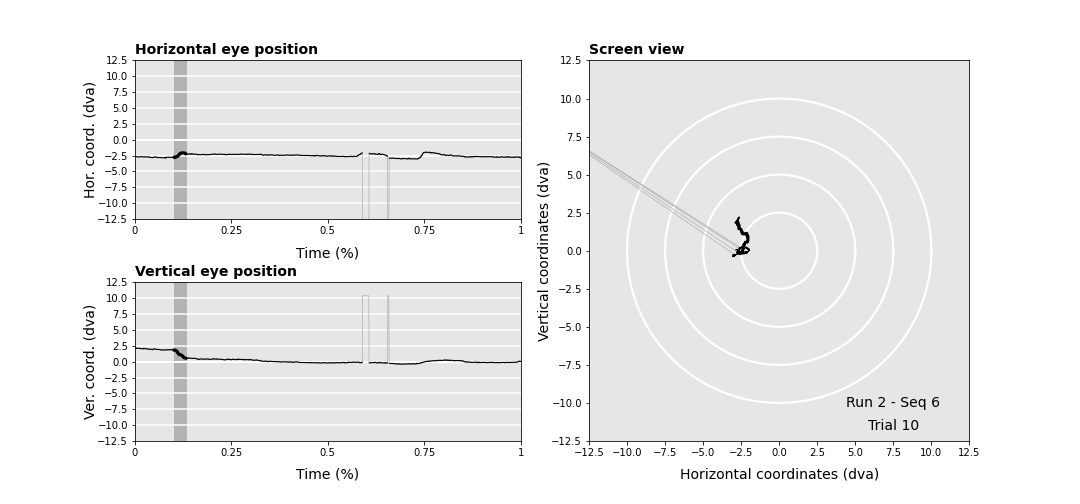 Horizontal eye position
Hor. coord. (dva)
12.5
10.0
7.5
5.0
2.5
0.0
−2.5
−5.0
−7.5
−10.0
−12.5
0 0.25 0.5 0.75 1
Time (%)
Vertical eye position
Ver. coord. (dva)
12.5
10.0
7.5
5.0
2.5
0.0
−2.5
−5.0
−7.5
−10.0
−12.5
0 0.25 0.5 0.75 1
Time (%)
Screen view
Vertical coordinates (dva)
12.5
10.0
7.5
5.0
2.5
0.0
−2.5
−5.0
−7.5
−10.0
−12.5
Run 2 - Seq 6
Trial 10
−12.5 −10.0 −7.5 −5.0 −2.5 0.0 2.5 5.0 7.5 10.0 12.5
Horizontal coordinates (dva)